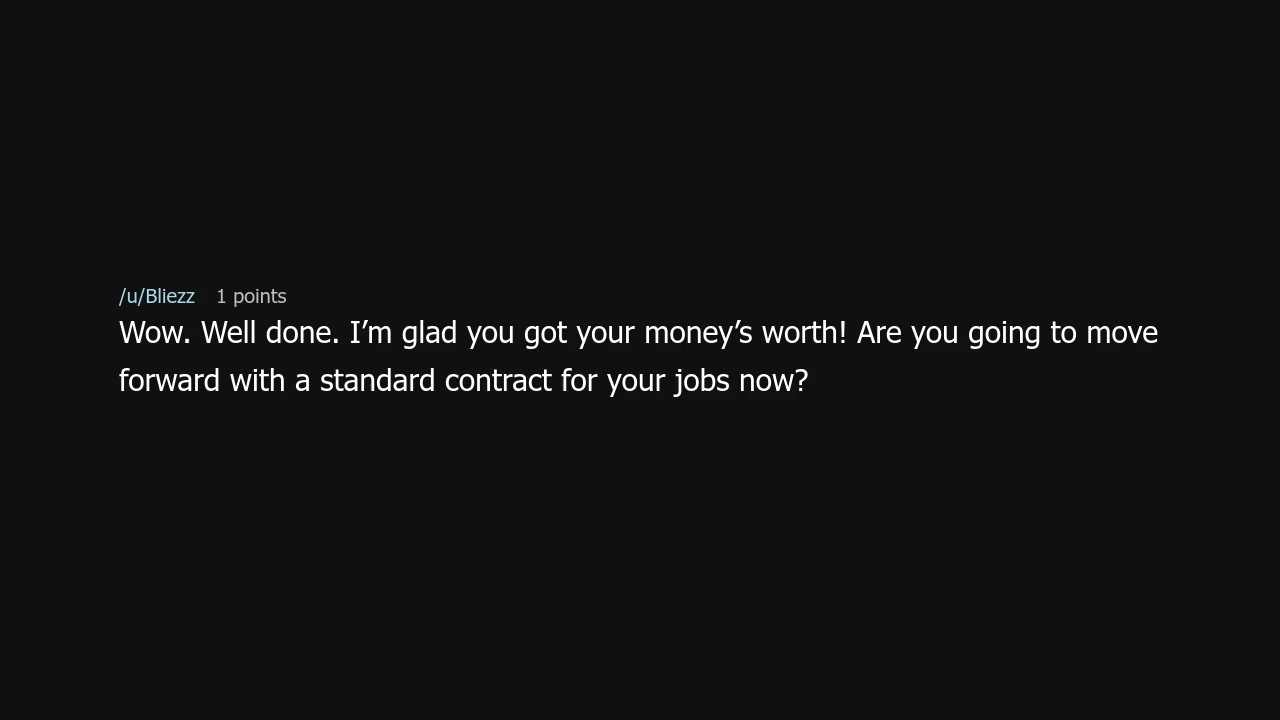 /u/Bliezz 1 points
Wow. Well done. I’m glad you got your money’s worth! Are you going to move
forward with a standard contract for your jobs now?